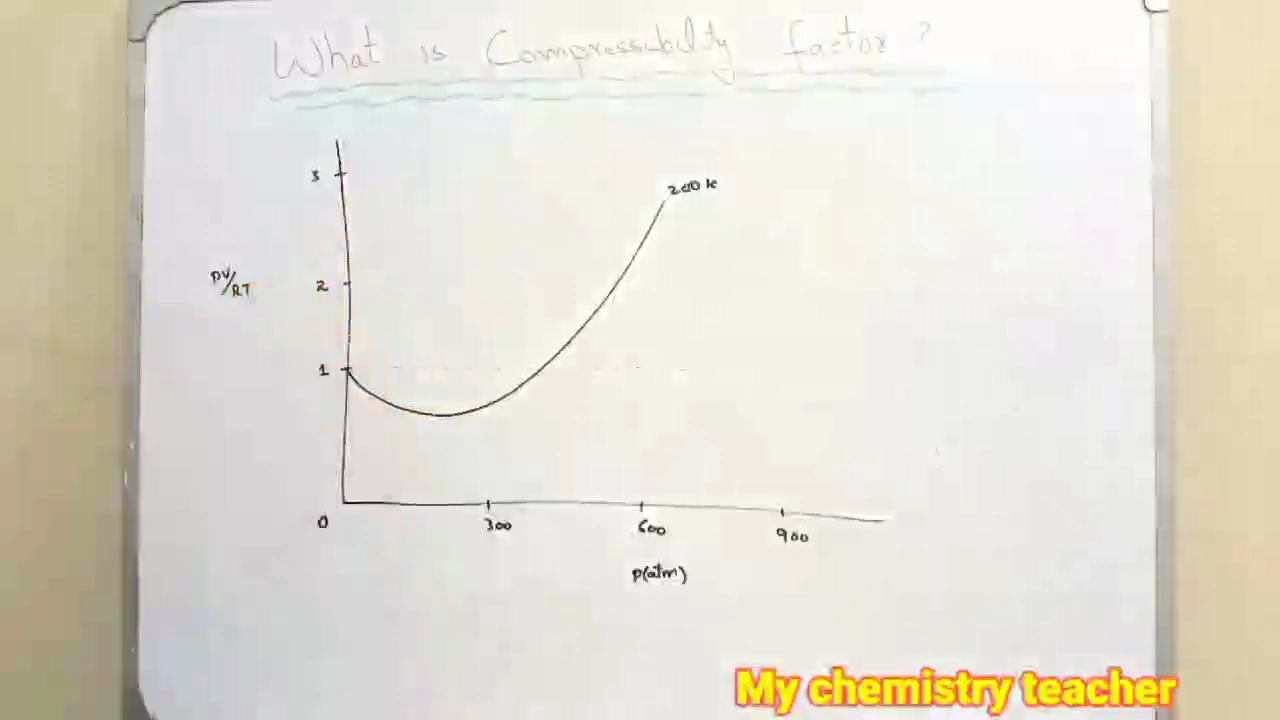 What is Compressibility factor?
200 K
3
PV/RT
2
1
0
300
600
900
P(atm)
My chemistry teacher